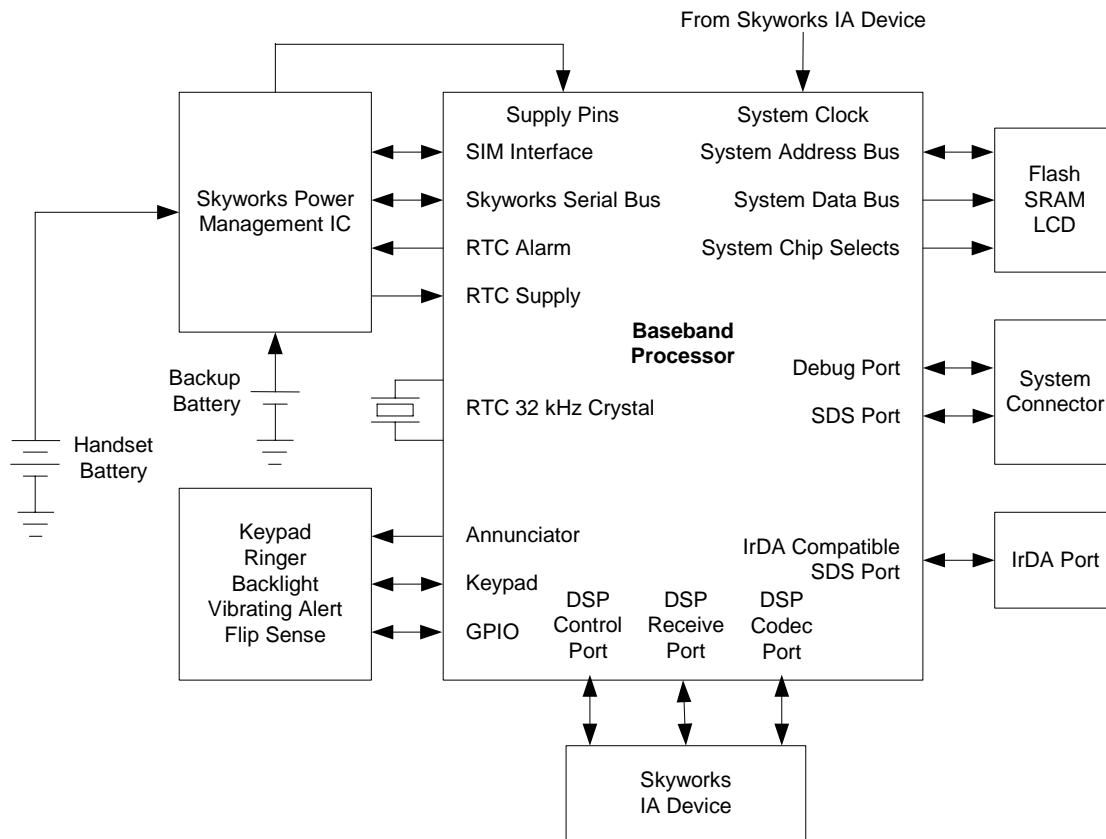 From Skyworks IA Device
Supply Pins
System Clock
SIM Interface
System Address Bus
Skyworks Power
Management IC
Skyworks Serial Bus
System Data Bus
Flash
SRAM
LCD
RTC Alarm
System Chip Selects
RTC Supply
Baseband
Processor
Backup
Battery
RTC 32 kHz Crystal
Debug Port
SDS Port
System
Connector
Handset
Battery
Keypad
Ringer
Backlight
Vibrating Alert
Flip Sense
Annunciator
Keypad
GPIO
IrDA Compatible
SDS Port
IrDA Port
DSP
Control
Port
DSP
Receive
Port
DSP
Codec
Port
Skyworks
IA Device